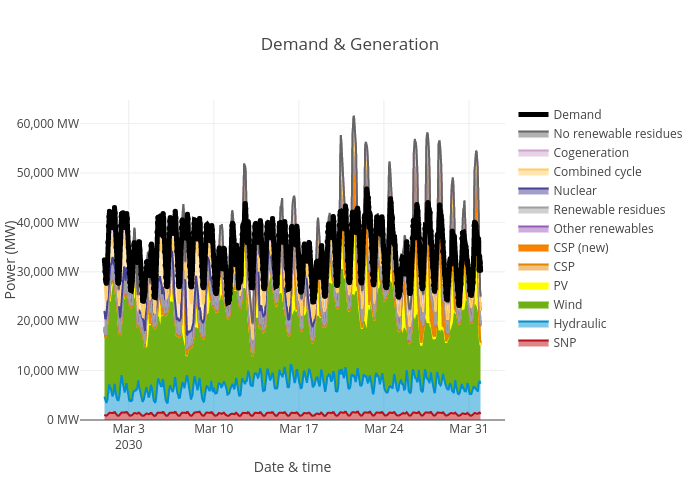 Demand & Generation
60,000 MW
50,000 MW
40,000 MW
30,000 MW
20,000 MW
10,000 MW
0 MW
Power (MW)
Mar 3
2030
Mar 10
Mar 17
Mar 24
Mar 31
Date & time
Demand
No renewable residues
Cogeneration
Combined cycle
Nuclear
Renewable residues
Other renewables
CSP (new)
CSP
PV
Wind
Hydraulic
SNP